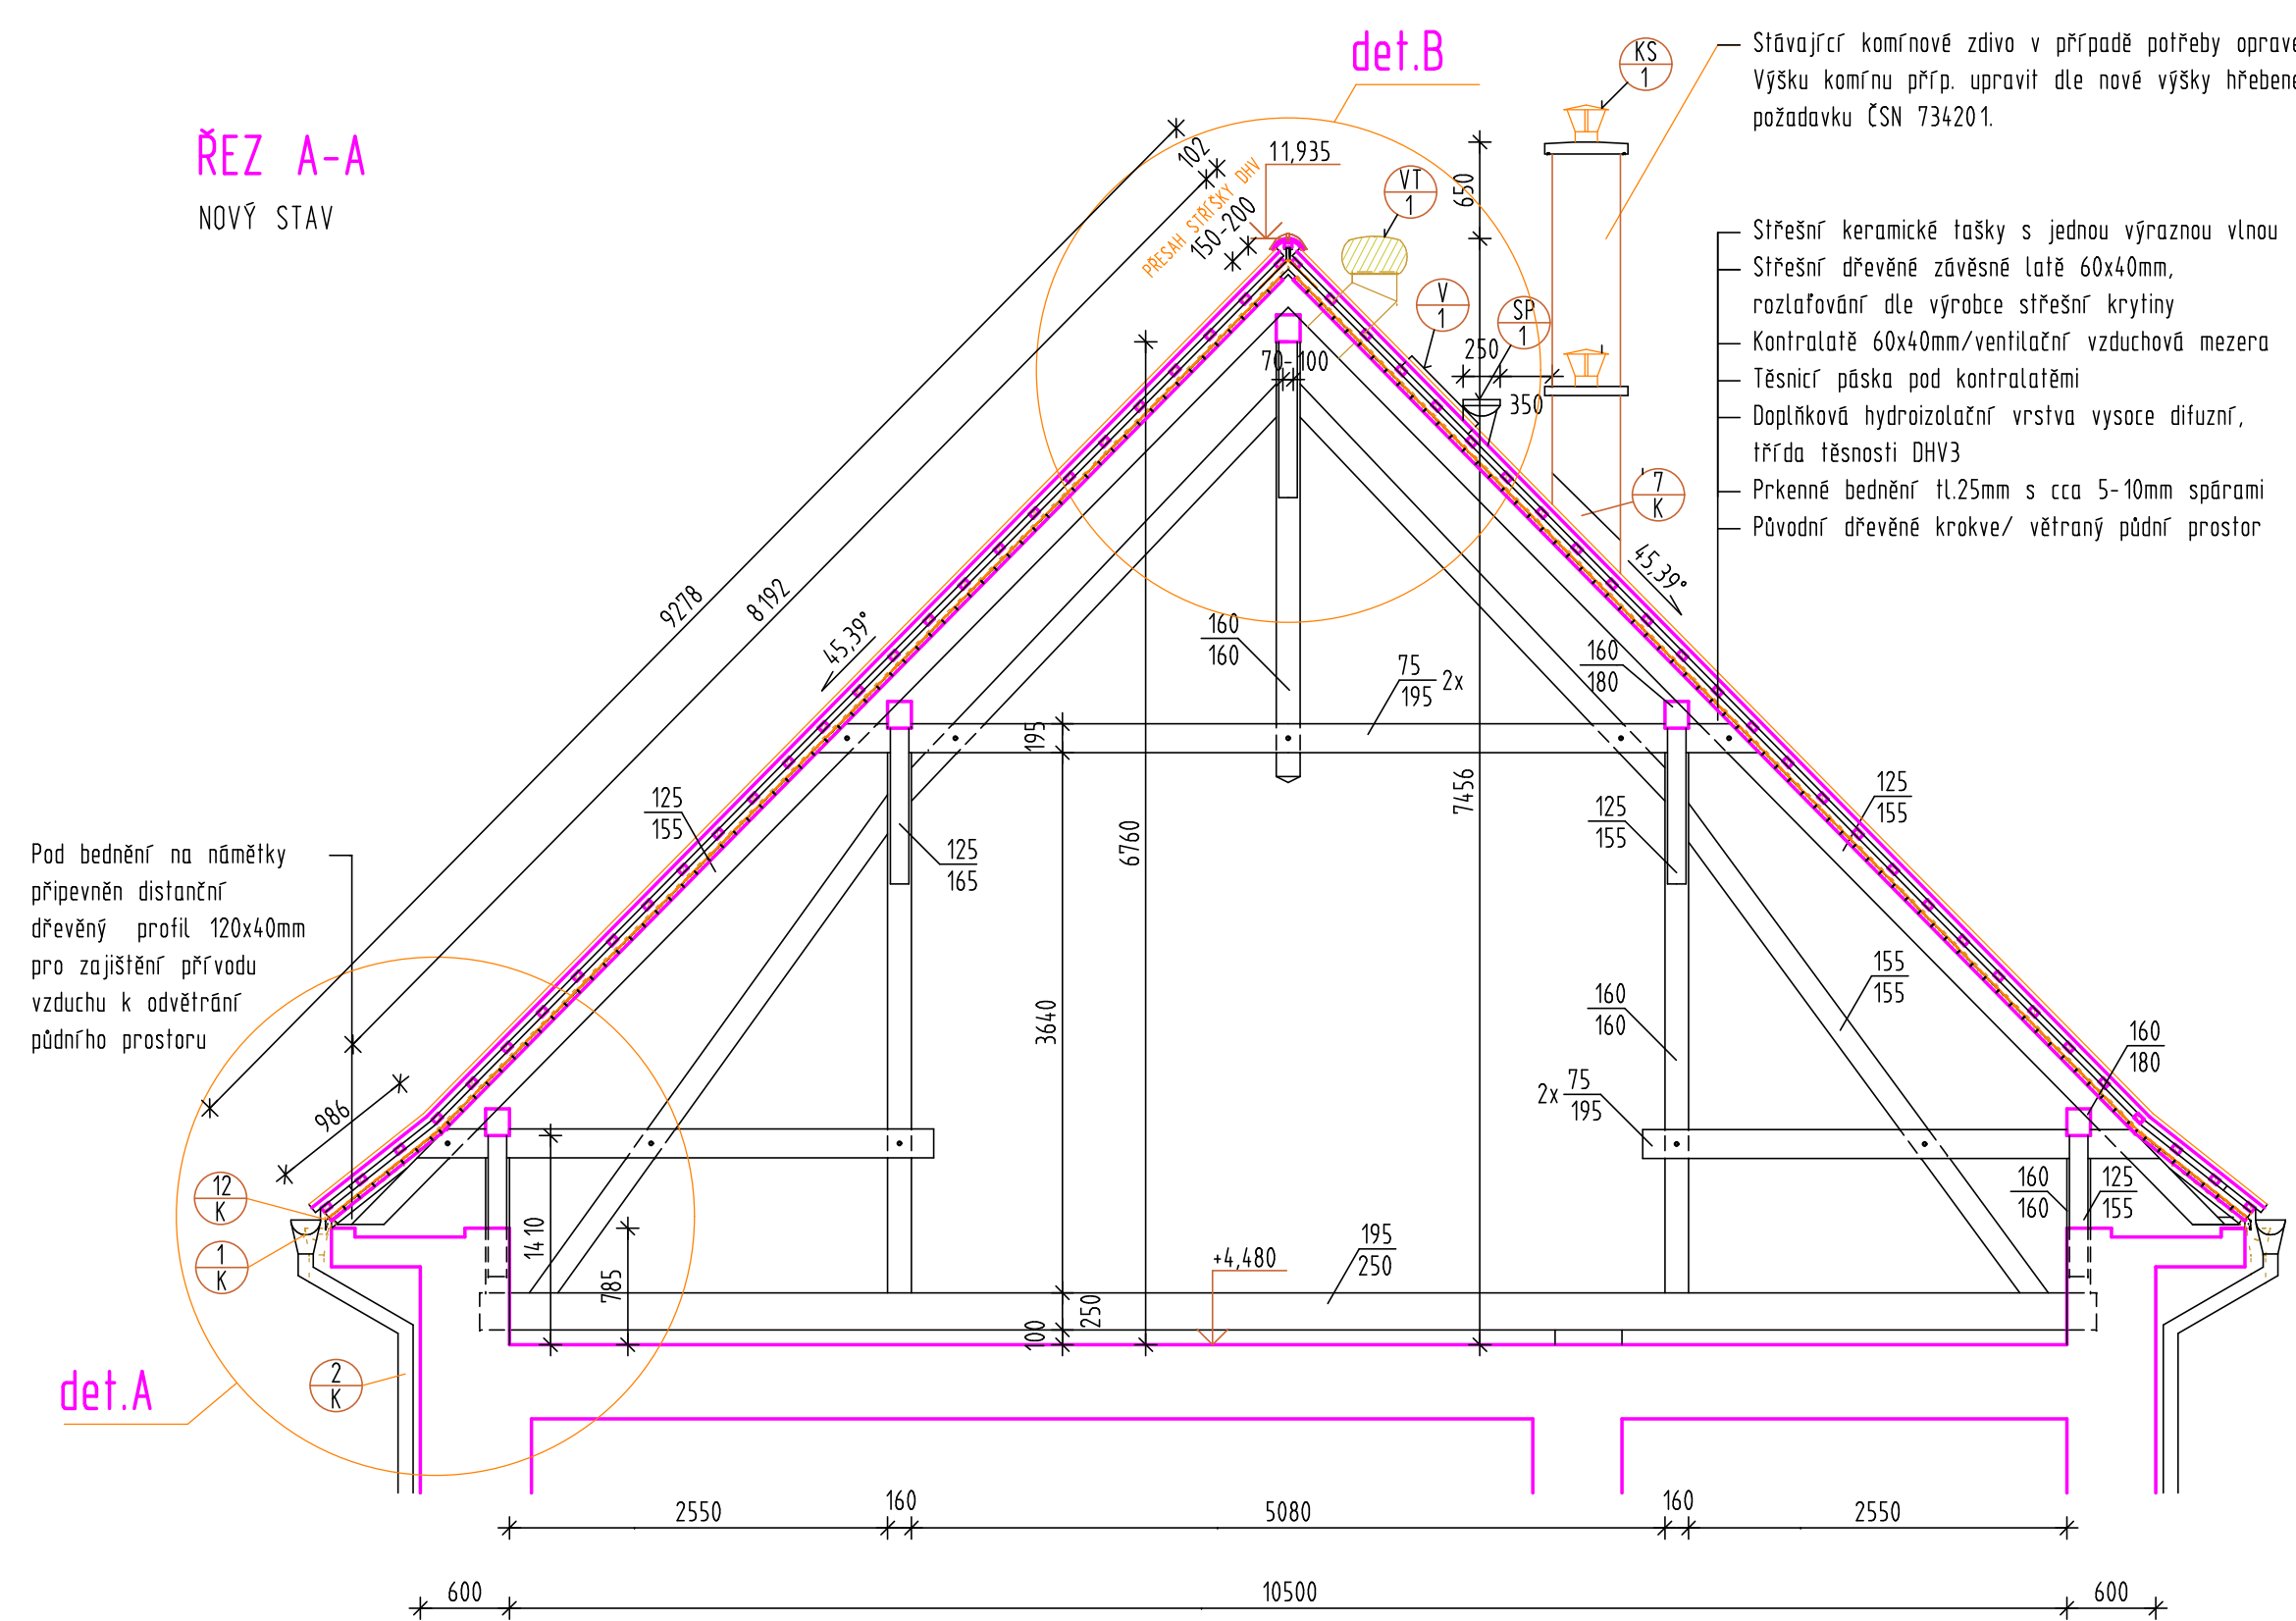 ŘEZ A-A
NOVÝ STAV
det.B
KS
1
Stávající komínové zdivo v případě potřeby
Výšku komínu příp. upravit dle nové výšky
požadavku ČSN 734201.
102
PŘESAH STŘÍŠKY DHV
150-200
11,935
VT
1
650
Střešní keramické tašky s jednou výraznou vlnou
Střešní dřevěné závěsné latě 60x40mm,
rozlaťování dle výrobce střešní krytiny
Kontralatě 60x40mm/ventilační vzduchová mezera
Těsnicí páska pod kontralatěmi
Doplňková hydroizolační vrstva vysoce difuzní,
třída těsnosti DHV3
Prkenné bednění tl.25mm s cca 5-10mm spárami
Původní dřevěné krokve/ větraný půdní prostor
V
1
SP
1
250
350
70-100
7
K
45,39°
9278
8192
45,39°
160
160
75
195
2x
160
180
195
7456
6760
125
155
125
165
125
155
125
155
Pod bednění na námětky
připevněn distanční
dřevěný profil 120x40mm
pro zajištění přívodu
vzduchu k odvětrání
půdního prostoru
986
3640
160
160
155
155
2x
75
195
160
180
12
K
1
K
1410
785
160
160
125
155
+4,480
195
250
250
100
det.A
2
K
2550
160
5080
160
2550
600
10500
600